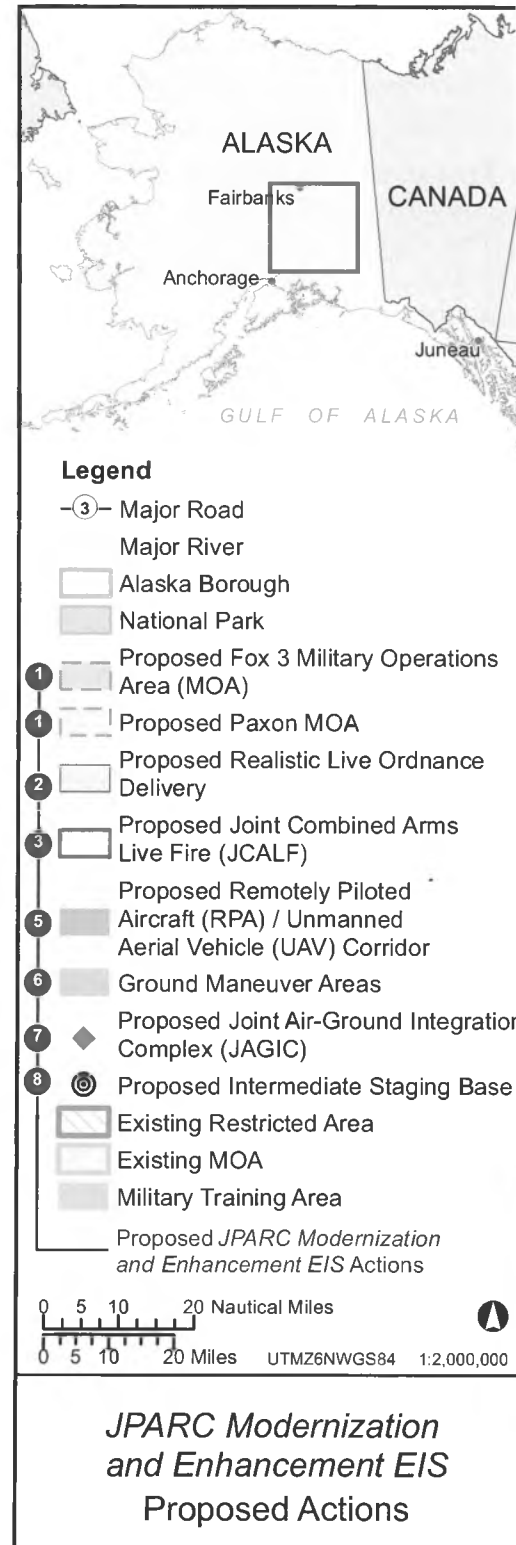 ALASKA
Fairbanks
CANADA
Anchorage
Juneau
GULF OF ALASKA
Legend
3 Major Road
Major River
Alaska Borough
National Park
1 Proposed Fox 3 Military Operations
Area (MOA)
1 Proposed Paxon MOA
2 Proposed Realistic Live Ordnance
Delivery
3 Proposed Joint Combined Arms
Live Fire (JCALF)
5 Proposed Remotely Piloted
Aircraft (RPA) / Unmanned
Aerial Vehicle (UAV) Corridor
6 Ground Maneuver Areas
7 Proposed Joint Air-Ground Integration
Complex (JAGIC)
8 Proposed Intermediate Staging Base
Existing Restricted Area
Existing MOA
Military Training Area
Proposed JPARC Modernization
and Enhancement EIS Actions
0 5 10 20 Nautical Miles
0 5 10 20 Miles UTMZ6NWGS84 1:2,000,000
JPARC Modernization
and Enhancement EIS
Proposed Actions